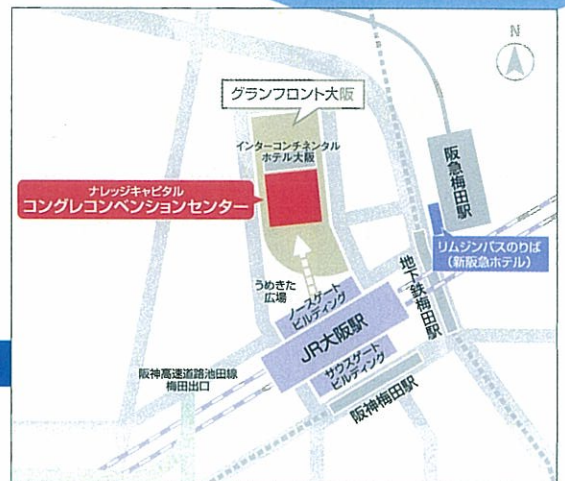 N
グランフロント大阪
インターコンチネンタル
ホテル大阪
ナレッジキャピタル
コングレコンベンションセンター
阪急梅田駅
リムジンバスのりば
(新阪急ホテル)
うめきた
広場
ノースゲート
ビルディング
地下鉄梅田駅
JR大阪駅
サウスゲート
ビルディング
阪神高速道路池田線
梅田出口
阪神梅田駅